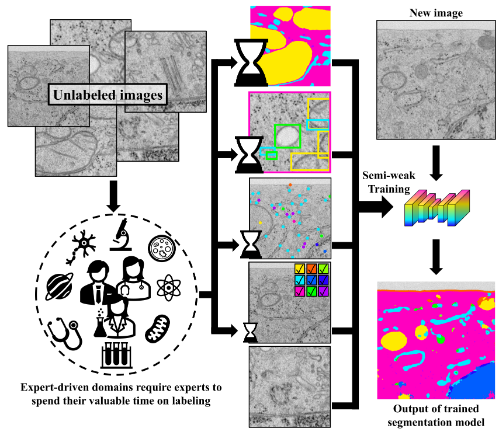 New image
Unlabeled images
Semi-weak
Training
Expert-driven domains require experts to
spend their valuable time on labeling
Output of trained
segmentation model